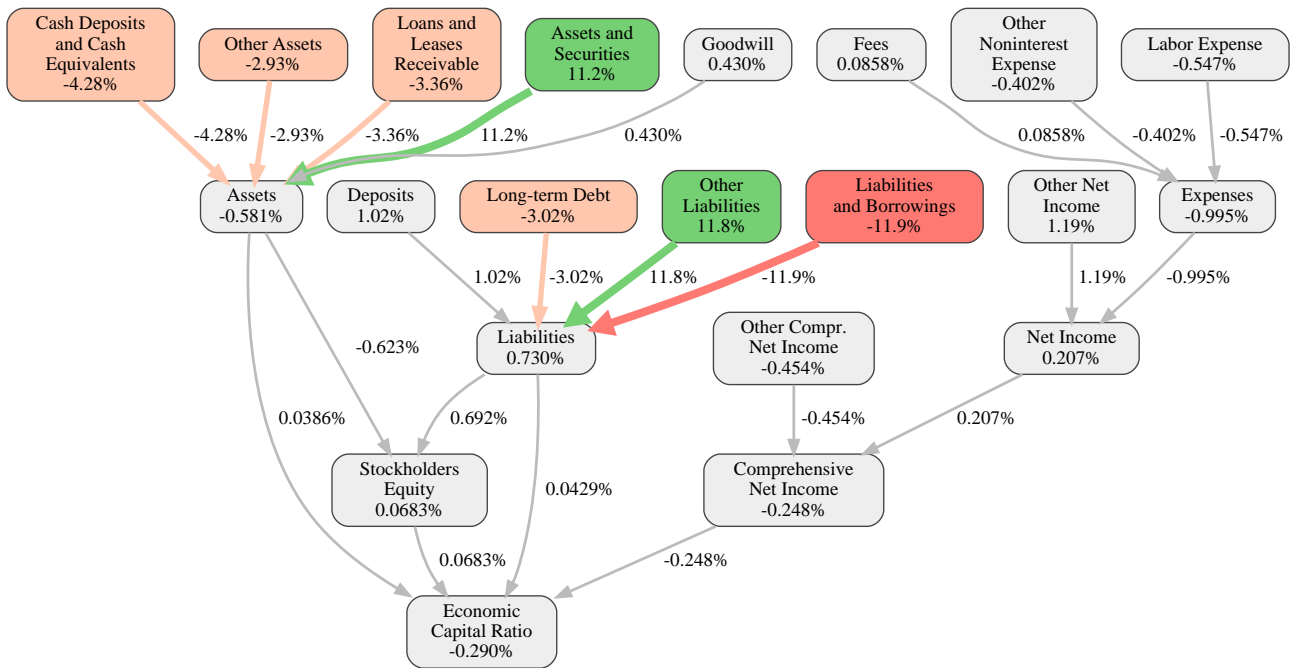 Cash Deposits
and Cash
Equivalents
-4.28%
Other Assets
-2.93%
Loans and
Leases
Receivable
-3.36%
Assets and
Securities
11.2%
Goodwill
0.430%
Fees
0.0858%
Other
Noninterest
Expense
-0.402%
Labor Expense
-0.547%
-4.28%
-2.93%
-3.36%
11.2%
0.430%
0.0858%
-0.402%
-0.547%
Assets
-0.581%
Deposits
1.02%
Long-term Debt
-3.02%
Other
Liabilities
11.8%
Liabilities
and Borrowings
-11.9%
Other Net
Income
1.19%
Expenses
-0.995%
1.02%
-3.02%
11.8%
-11.9%
1.19%
-0.995%
Liabilities
0.730%
Other Compr.
Net Income
-0.454%
Net Income
0.207%
-0.623%
0.0386%
0.692%
-0.454%
0.207%
Stockholders
Equity
0.0683%
0.0429%
Comprehensive
Net Income
-0.248%
0.0683%
-0.248%
Economic
Capital Ratio
-0.290%